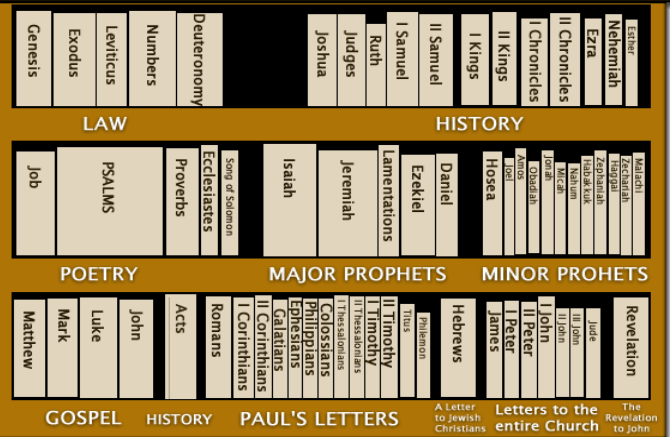 Genesis
Exodus
Leviticus
Numbers
Deuteronomy
Joshua
Judges
Ruth
I Samuel
II Samuel
I Kings
II Kings
I Chronicles
II Chronicles
Ezra
Nehemiah
Esther
LAW
HISTORY
Job
PSALMS
Proverbs
Ecclesiastes
Song of Solomon
Isaiah
Jeremiah
Lamentations
Ezekiel
Daniel
Hosea
Joel
Amos
Obadiah
Jonah
Micah
Nahum
Habakkuk
Zephaniah
Haggai
Zechariah
Malachi
POETRY
MAJOR PROPHETS
MINOR PROHETS
Matthew
Mark
Luke
John
Acts
Romans
I Corinthians
II Corinthians
Galatians
Ephesians
Philippians
Colossians
I Thessalonians
II Thessalonians
I Timothy
II Timothy
Titus
Philemon
Hebrews
James
I Peter
II Peter
I John
II John
III John
Jude
Revelation
GOSPEL
HISTORY
PAUL'S LETTERS
A Letter
to Jewish
Christians
Letters to the
entire Church
The
Revelation
to John